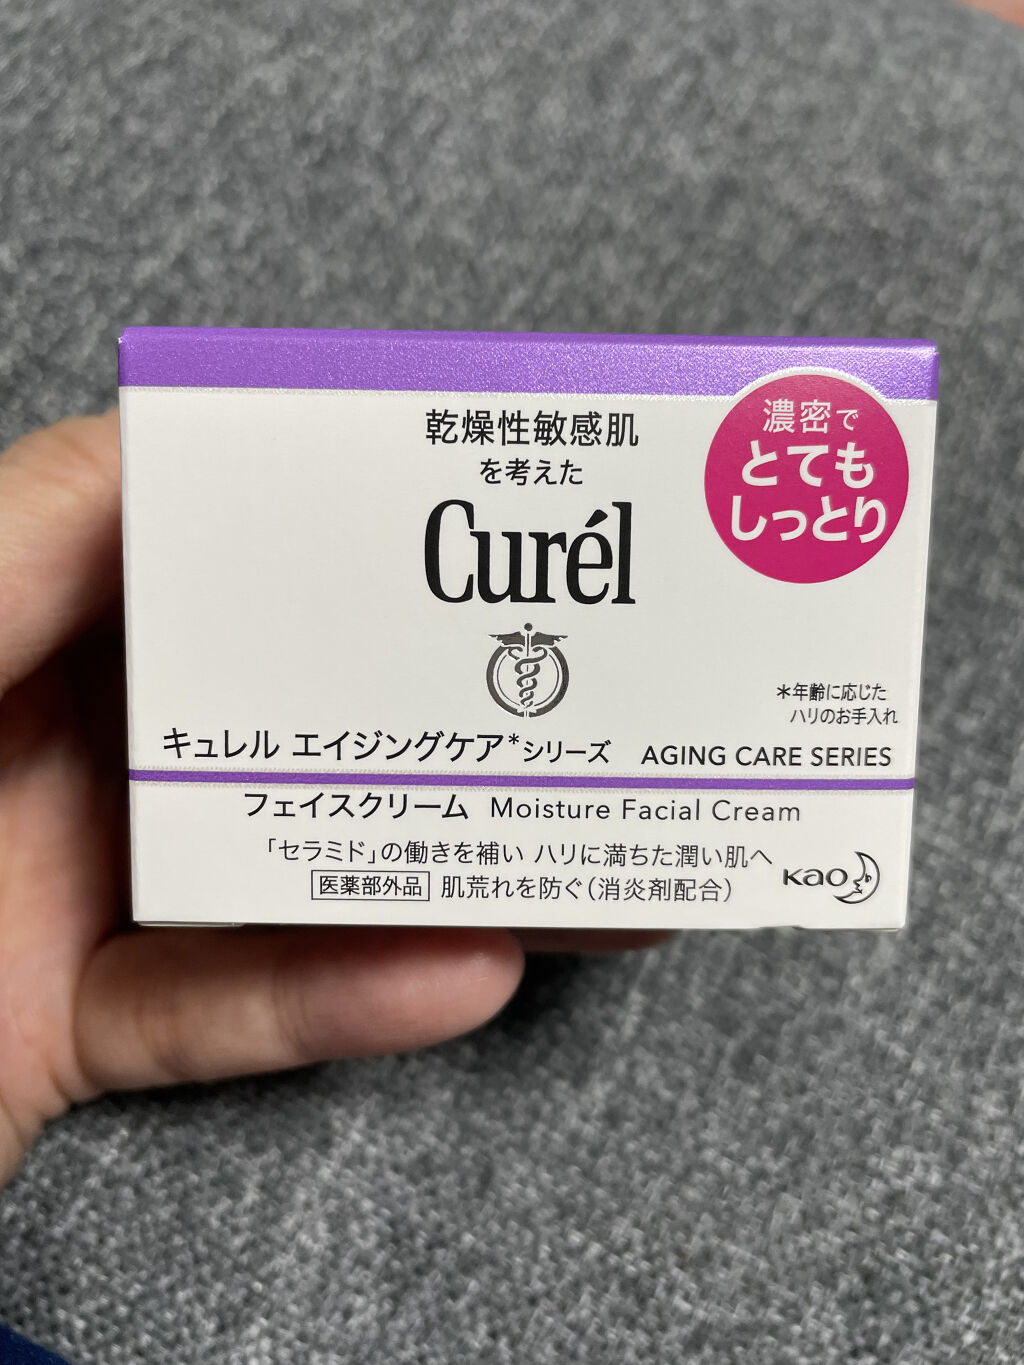 乾燥性敏感肌
を考えた
Curél
濃密で
とても
しっとり
*年齢に応じた
ハリのお手入れ
キュレル エイジングケア*シリーズ AGING CARE SERIES
フェイスクリーム Moisture Facial Cream
「セラミド」の働きを補い ハリに満ちた潤い肌へ
医薬部外品 肌荒れを防ぐ(消炎剤配合)
Kao